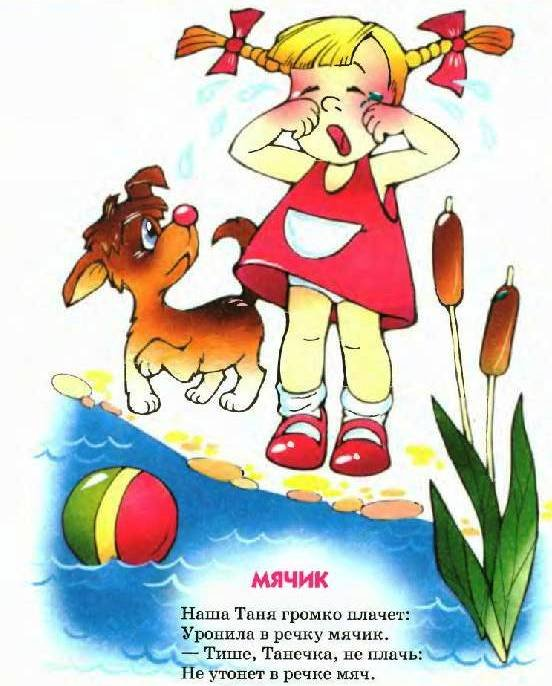 МЯЧИК
Наша Таня громко плачет:
Уронила в речку мячик.
— Тише, Танечка, не плачь:
Не утонет в речке мяч.